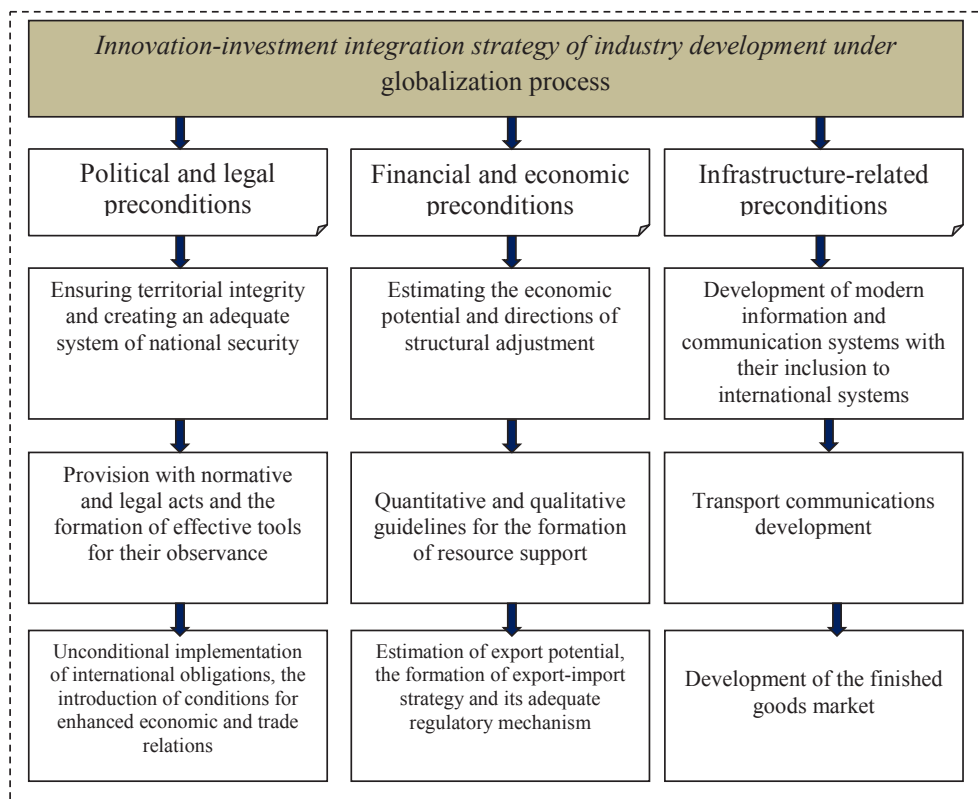 Innovation-investment integration strategy of industry development under
globalization process
Political and legal
preconditions
Financial and economic
preconditions
Infrastructure-related
preconditions
Ensuring territorial integrity
and creating an adequate
system of national security
Estimating the economic
potential and directions of
structural adjustment
Development of modern
information and
communication systems with
their inclusion to
international systems
Provision with normative
and legal acts and the
formation of effective tools
for their observance
Quantitative and qualitative
guidelines for the formation
of resource support
Transport communications
development
Unconditional implementation
of international obligations, the
introduction of conditions for
enhanced economic and trade
relations
Estimation of export potential,
the formation of export-import
strategy and its adequate
regulatory mechanism
Development of the finished
goods market